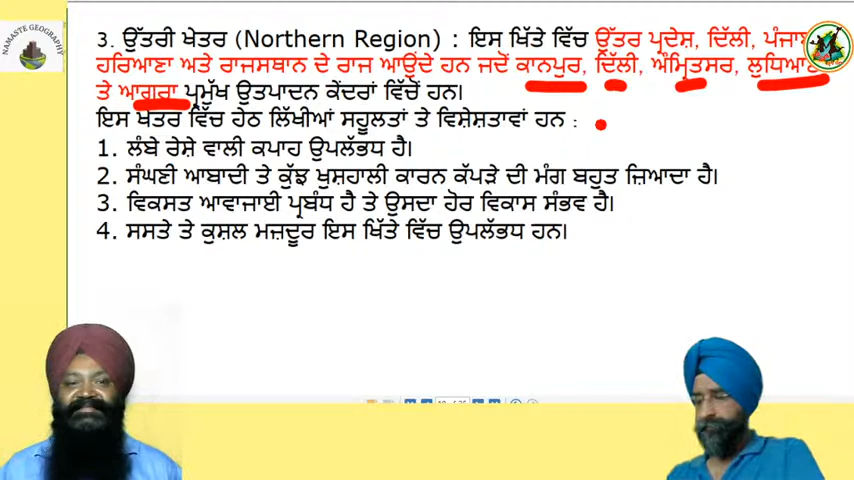 NAMASTE GEOGRAPHY
3. ਉੱਤਰੀ ਖੇਤਰ (Northern Region) : ਇਸ ਖਿੱਤੇ ਵਿੱਚ ਉੱਤਰ ਪ੍ਰਦੇਸ਼, ਦਿੱਲੀ,
ਹਰਿਆਣਾ ਅਤੇ ਰਾਜਸਥਾਨ ਦੇ ਰਾਜ ਆਉਂਦੇ ਹਨ ਜਦੋਂ ਕਾਨਪੁਰ, ਦਿੱਲੀ, ਅੰਮ੍ਰਿਤਸਰ,
ਤੇ ਆਗਰਾ ਪ੍ਰਮੁੱਖ ਉਤਪਾਦਨ ਕੇਂਦਰਾਂ ਵਿੱਚੋਂ ਹਨ।
ਇਸ ਖੇਤਰ ਵਿੱਚ ਹੇਠ ਲਿੱਖੀਆਂ ਸਹੂਲਤਾਂ ਤੇ ਵਿਸ਼ੇਸ਼ਤਾਵਾਂ ਹਨ :
1. ਲੰਬੇ ਰੇਸ਼ੇ ਵਾਲੀ ਕਪਾਹ ਉਪਲੱਬਧ ਹੈ।
2. ਸੰਘਣੀ ਆਬਾਦੀ ਤੇ ਕੁੱਝ ਖੁਸ਼ਹਾਲੀ ਕਾਰਨ ਕੱਪੜੇ ਦੀ ਮੰਗ ਬਹੁਤ ਜ਼ਿਆਦਾ ਹੈ।
3. ਵਿਕਸਤ ਆਵਾਜਾਈ ਪ੍ਰਬੰਧ ਹੈ ਤੇ ਉਸਦਾ ਹੋਰ ਵਿਕਾਸ ਸੰਭਵ ਹੈ।
4. ਸਸਤੇ ਤੇ ਕੁਸ਼ਲ ਮਜ਼ਦੂਰ ਇਸ ਖਿੱਤੇ ਵਿੱਚ ਉਪਲੱਬਧ ਹਨ।